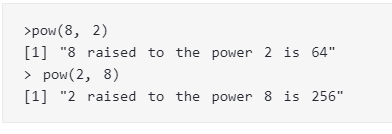 >pow(8, 2)
[1] "8 raised to the power 2 is 64"
> pow(2, 8)
[1] "2 raised to the power 8 is 256"